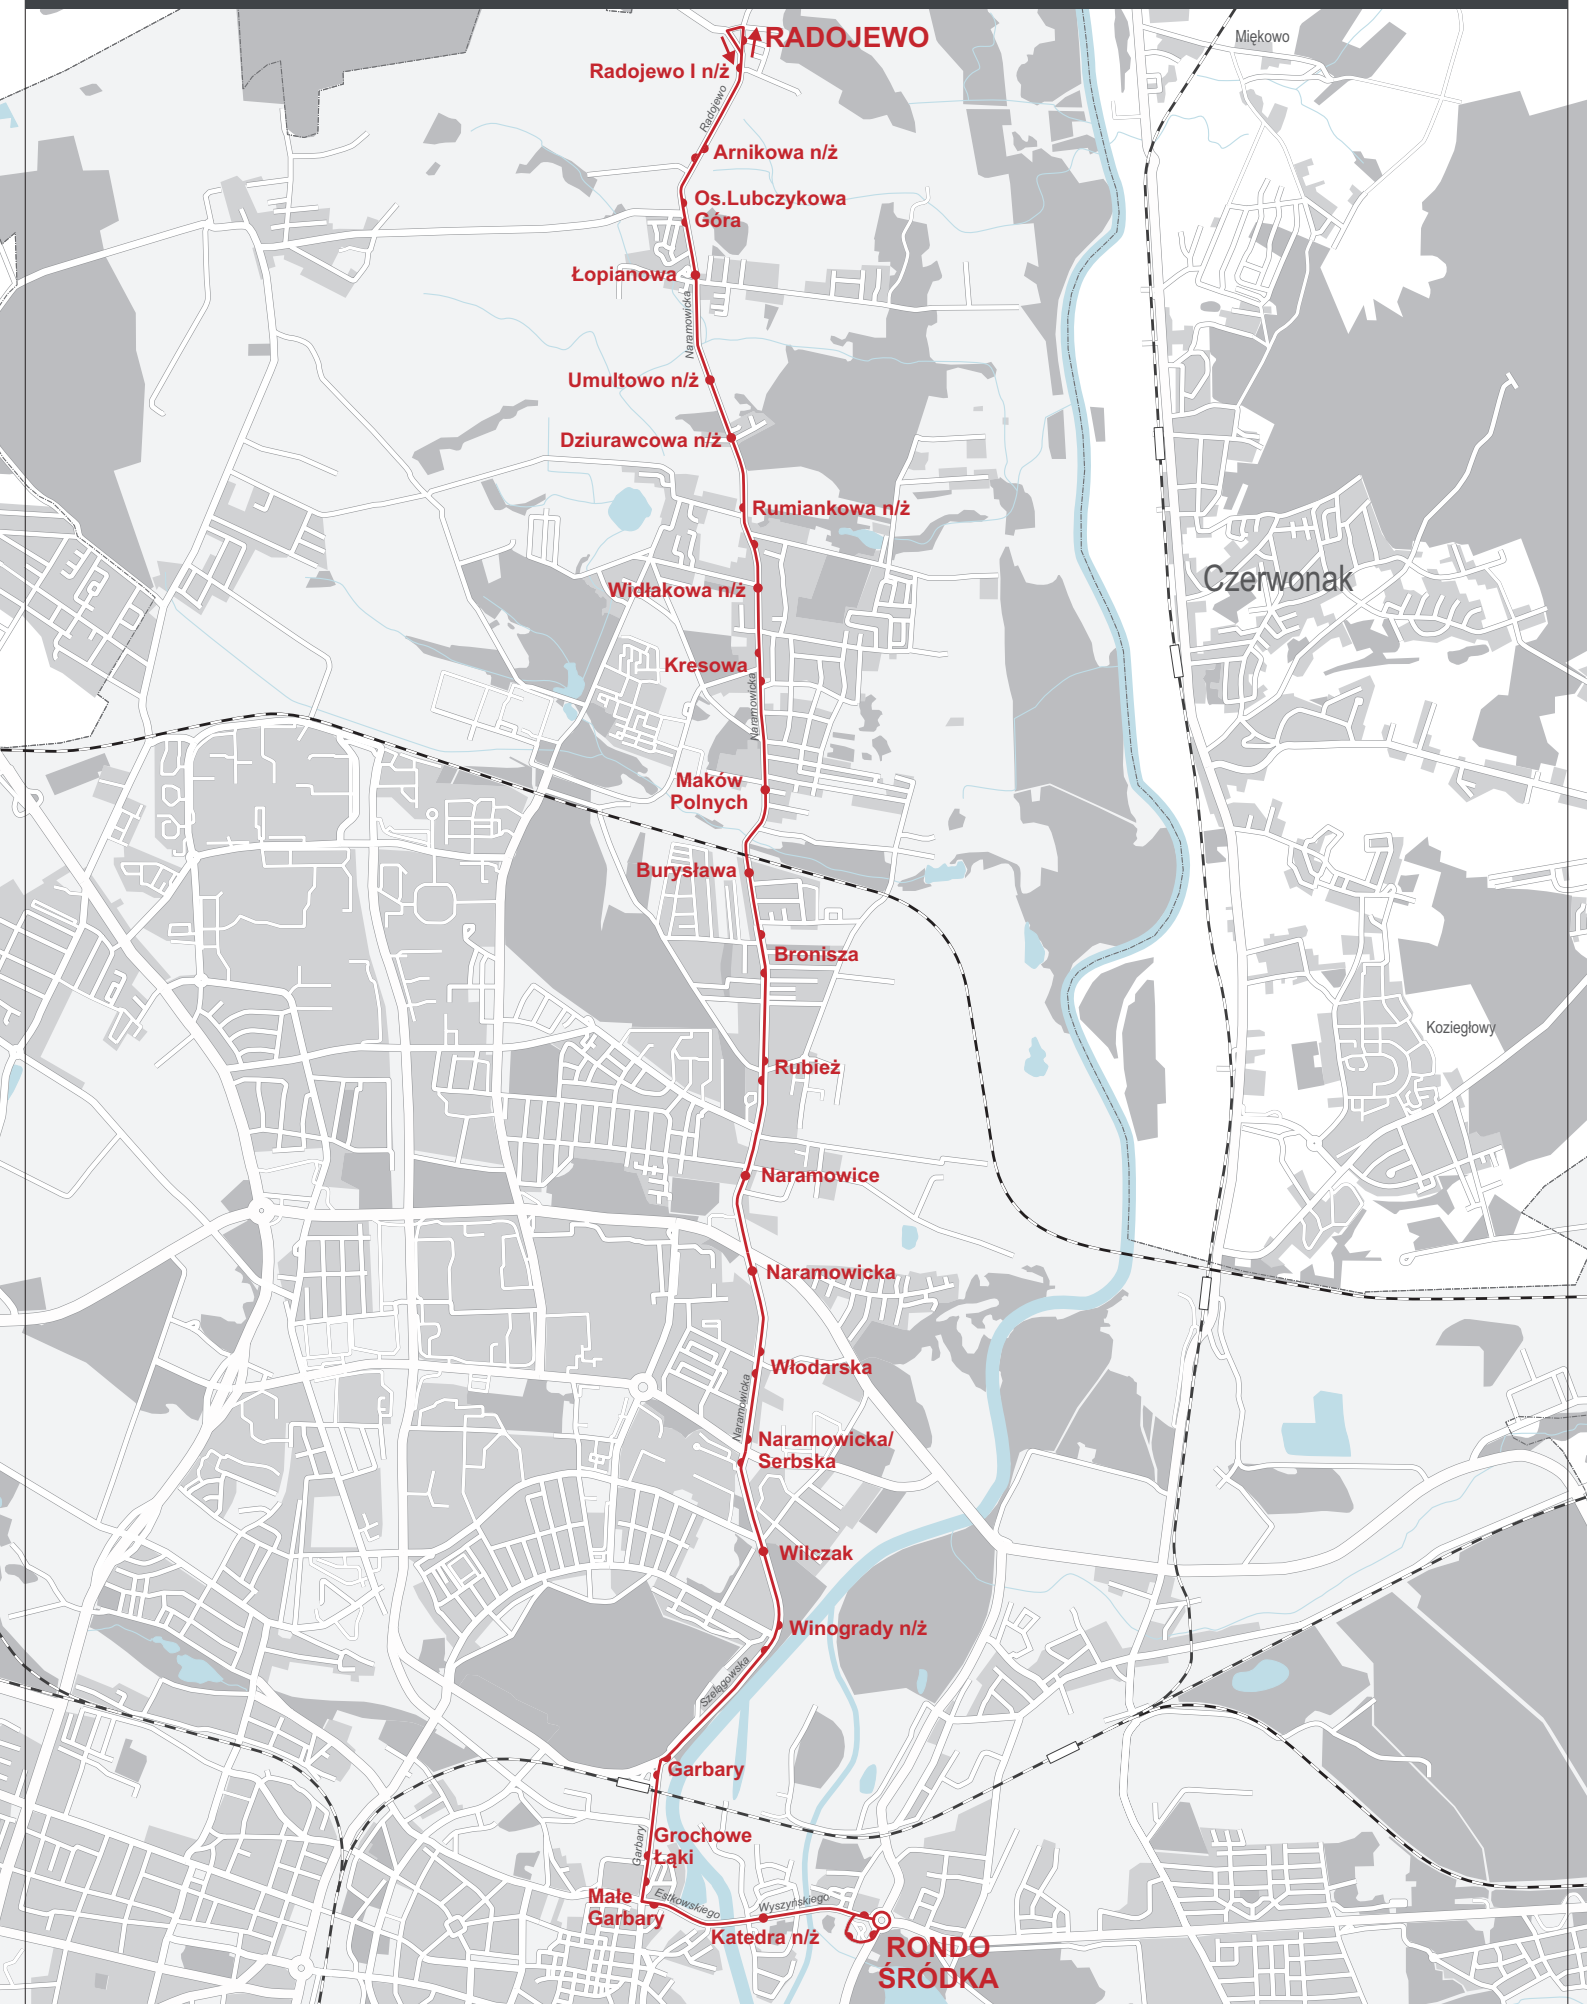 RADOJEWO
Miękowo
Radojewo I n/ż
Radojewo
Arnikowa n/ż
Os.Lubczykowa
Góra
Łopianowa
Naramowicka
Umultowo n/ż
Dziurawcowa n/ż
Rumiankowa n/ż
Czerwonak
Widłakowa n/ż
Kresowa
Naramowicka
Maków
Polnych
Burysława
Bronisza
Koziegłowy
Rubież
Naramowice
Naramowicka
Włodarska
Naramowicka
Naramowicka/
Serbska
Wilczak
Winogrady n/ż
Szelągowska
Garbary
Garbary
Grochowe
Łąki
Małe
Garbary
Estkowskiego
Wyszyńskiego
Katedra n/ż
RONDO
ŚRÓDKA